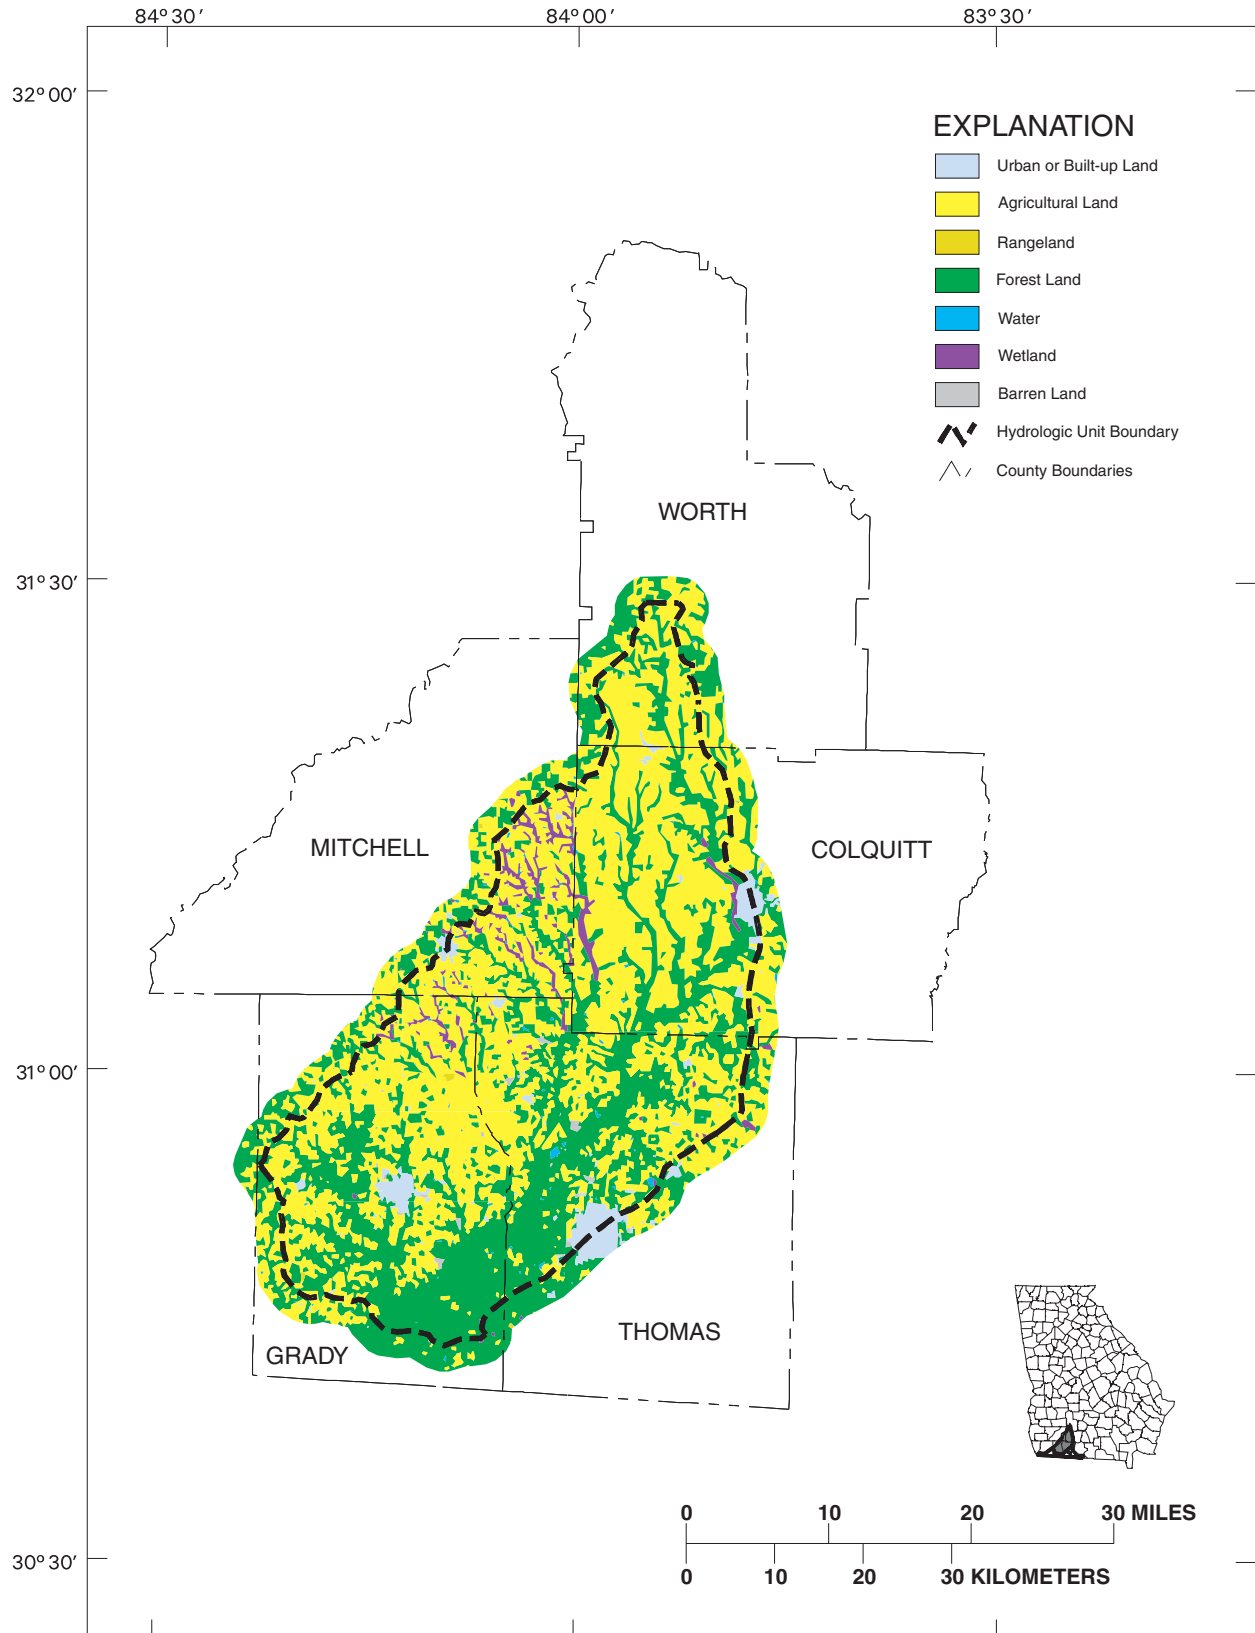 84° 30′
84° 00′
83° 30′
32° 00′
EXPLANATION
Urban or Built-up Land
Agricultural Land
Rangeland
Forest Land
Water
Wetland
Barren Land
Hydrologic Unit Boundary
County Boundaries
WORTH
31° 30′
MITCHELL
COLQUITT
31° 00′
THOMAS
GRADY
0 10 20 30 MILES
30° 30′
0 10 20 30 KILOMETERS